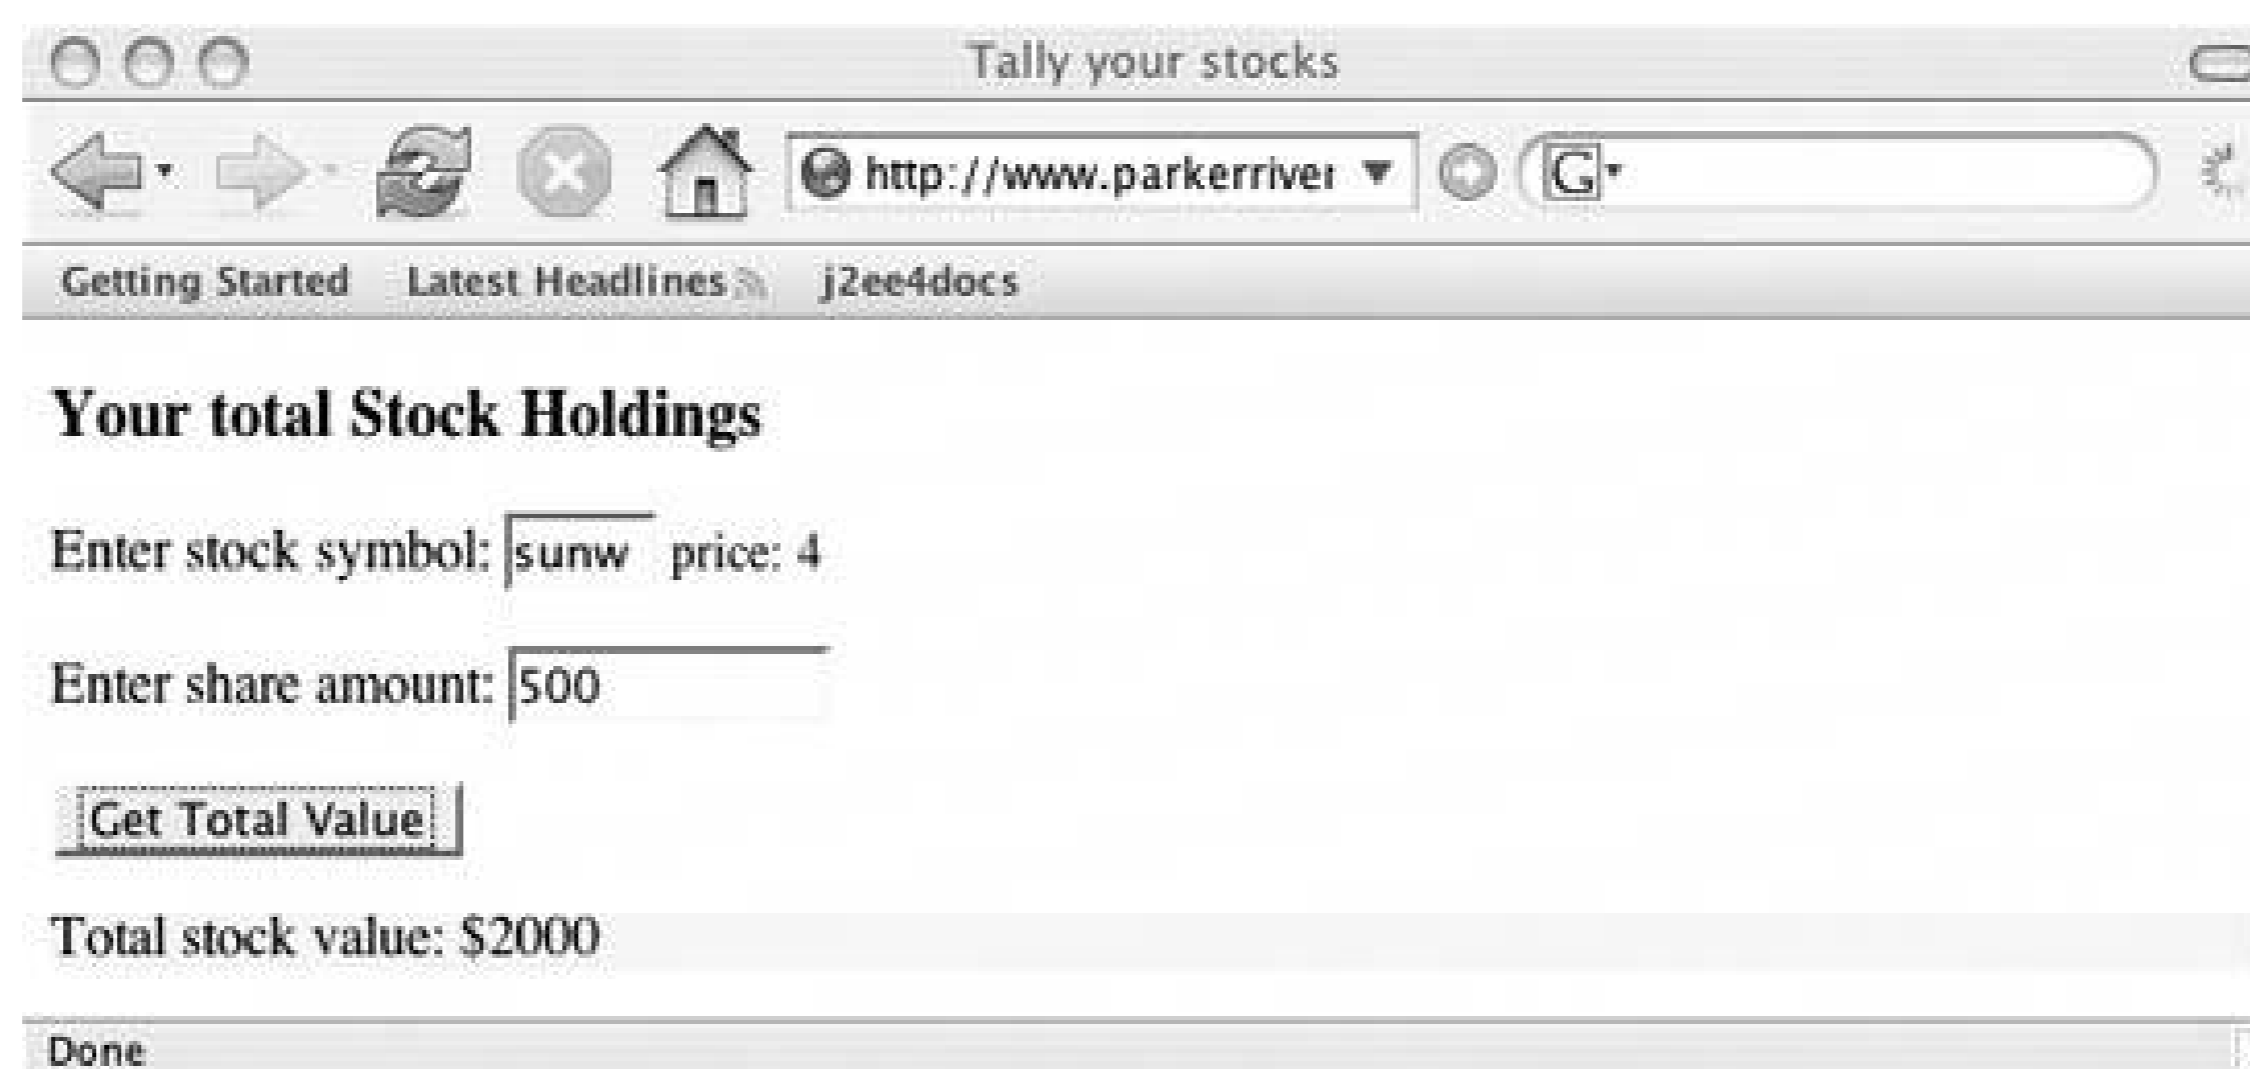 Tally your stocks
http://www.parkerriver G
Getting Started Latest Headlines j2ee4docs
Your total Stock Holdings
Enter stock symbol: sunw price: 4
Enter share amount: 500
Get Total Value
Total stock value: $2000
Done